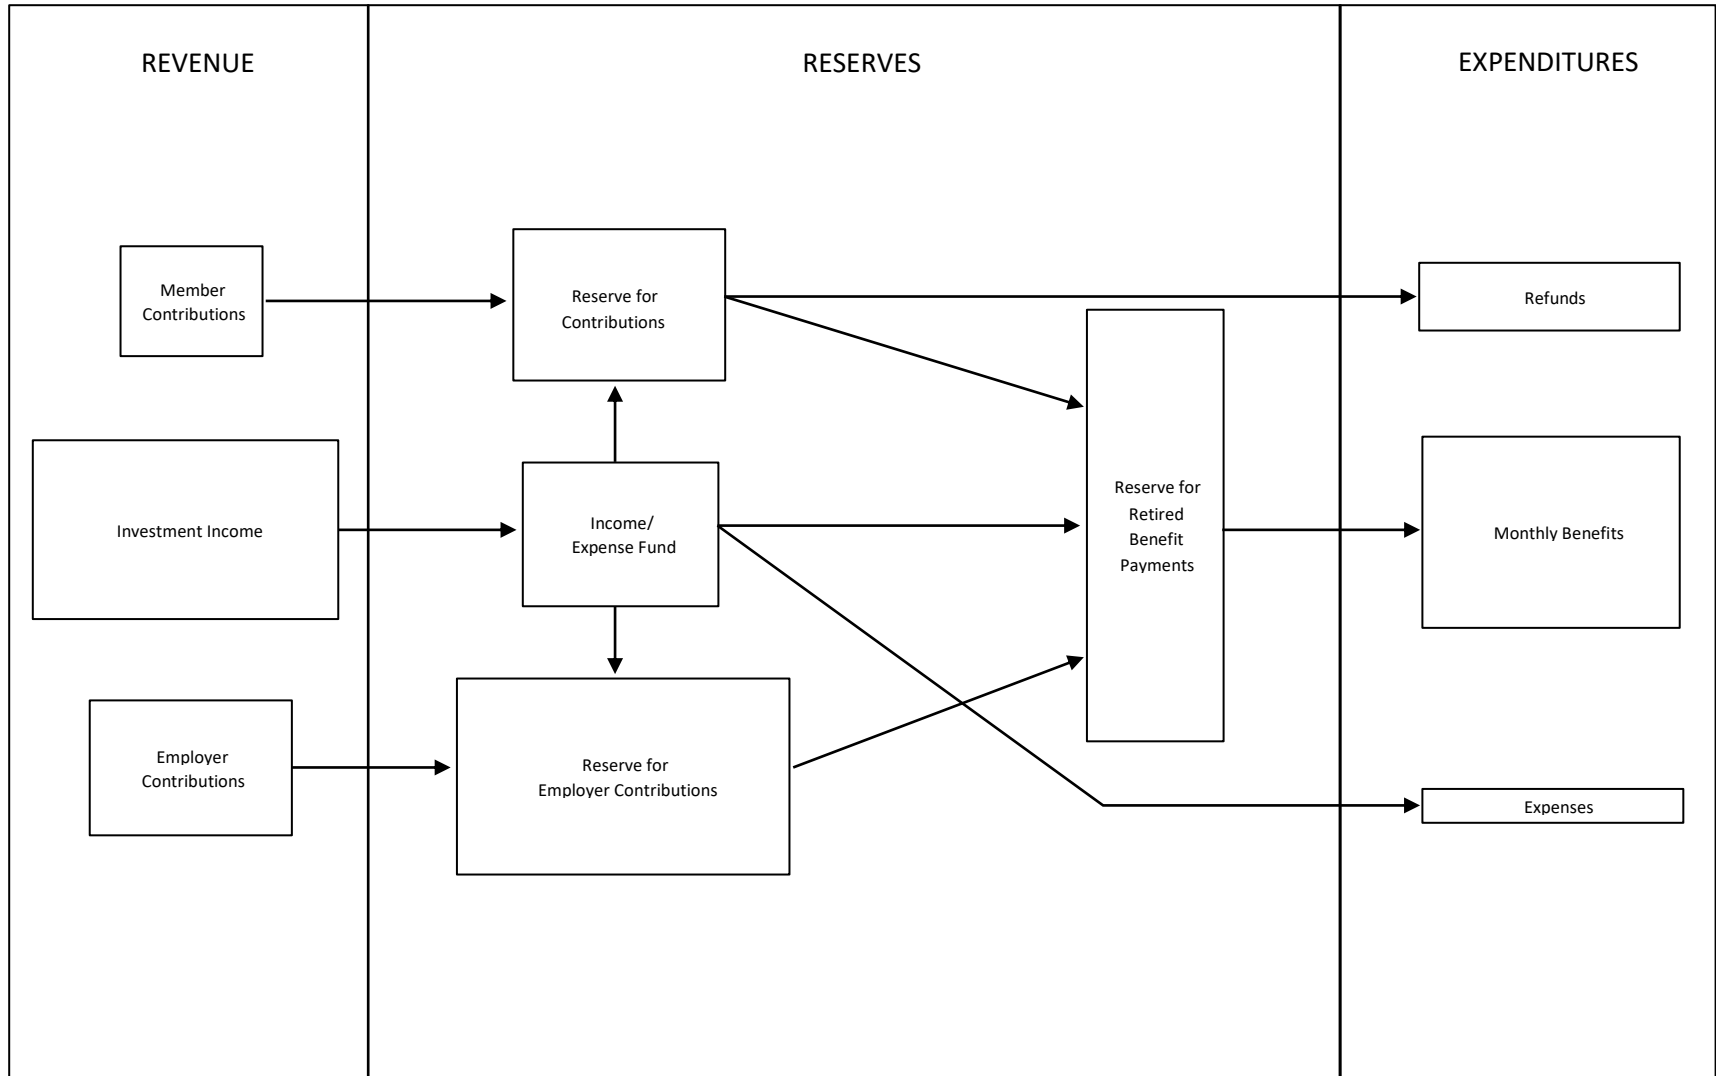 REVENUE
RESERVES
EXPENDITURES
Member
Contributions
Reserve for
Contributions
Refunds
Investment Income
Income/
Expense Fund
Reserve for
Retired
Benefit
Payments
Monthly Benefits
Employer
Contributions
Reserve for
Employer Contributions
Expenses